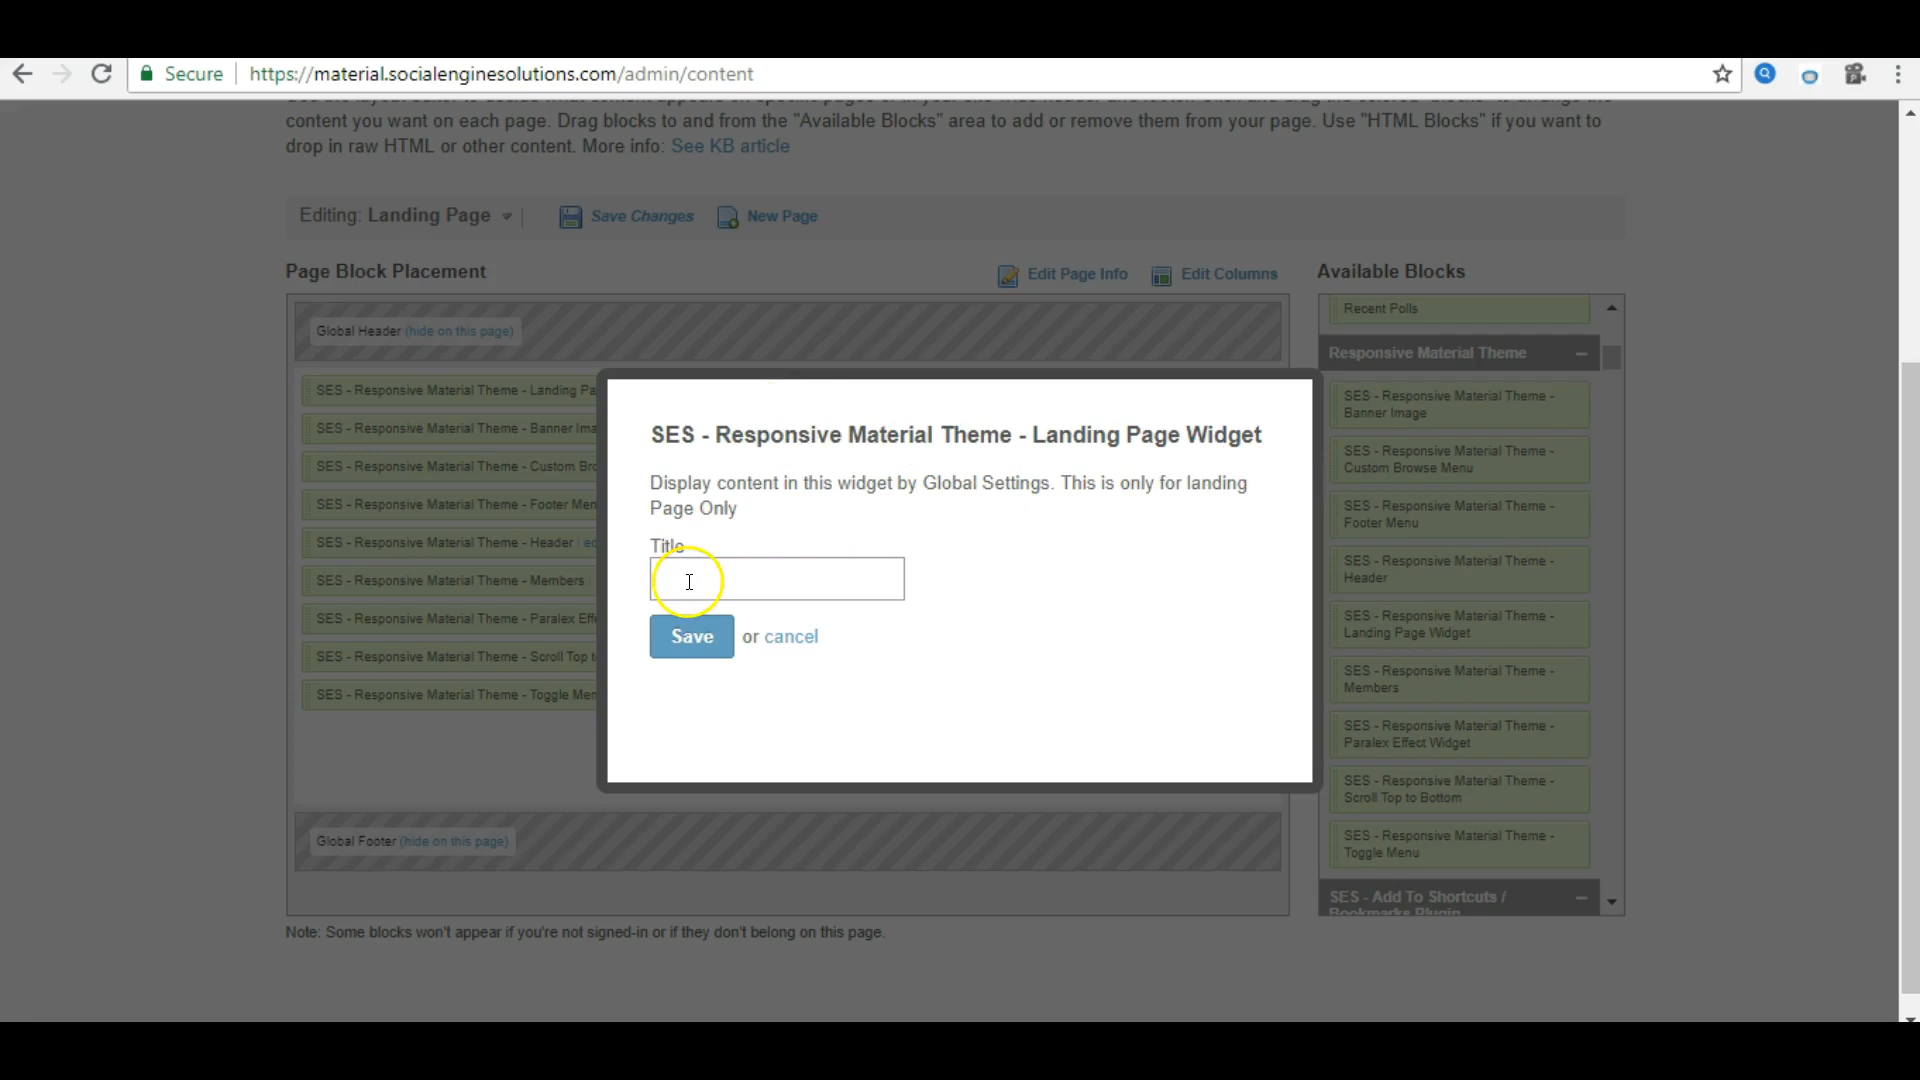 Secure https://material.socialenginesolutions.com/admin/content
content you want on each page. Drag blocks to and from the "Available Blocks" area to add or remove them from your page. Use "HTML Blocks" if you want to
drop in raw HTML or other content. More info: See KB article
Editing: Landing Page Save Changes New Page
Page Block Placement
Edit Page Info Edit Columns
Global Header (hide on this page)
SES - Responsive Material Theme - Landing Pa
SES - Responsive Material Theme - Banner Ima
SES - Responsive Material Theme - Custom Bro
SES - Responsive Material Theme - Footer Men
SES - Responsive Material Theme - Header ed
SES - Responsive Material Theme - Members
SES - Responsive Material Theme - Paralex Effe
SES - Responsive Material Theme - Scroll Top t
SES - Responsive Material Theme - Toggle Men
Global Footer (hide on this page)
Note: Some blocks won't appear if you're not signed-in or if they don't belong on this page.
SES - Responsive Material Theme - Landing Page Widget
Display content in this widget by Global Settings. This is only for landing
Page Only
Title
Save or cancel
Available Blocks
Recent Polls
Responsive Material Theme
SES - Responsive Material Theme -
Banner Image
SES - Responsive Material Theme -
Custom Browse Menu
SES - Responsive Material Theme -
Footer Menu
SES - Responsive Material Theme -
Header
SES - Responsive Material Theme -
Landing Page Widget
SES - Responsive Material Theme -
Members
SES - Responsive Material Theme -
Paralex Effect Widget
SES - Responsive Material Theme -
Scroll Top to Bottom
SES - Responsive Material Theme -
Toggle Menu
SES - Add To Shortcuts /
Bookmarks Plugin